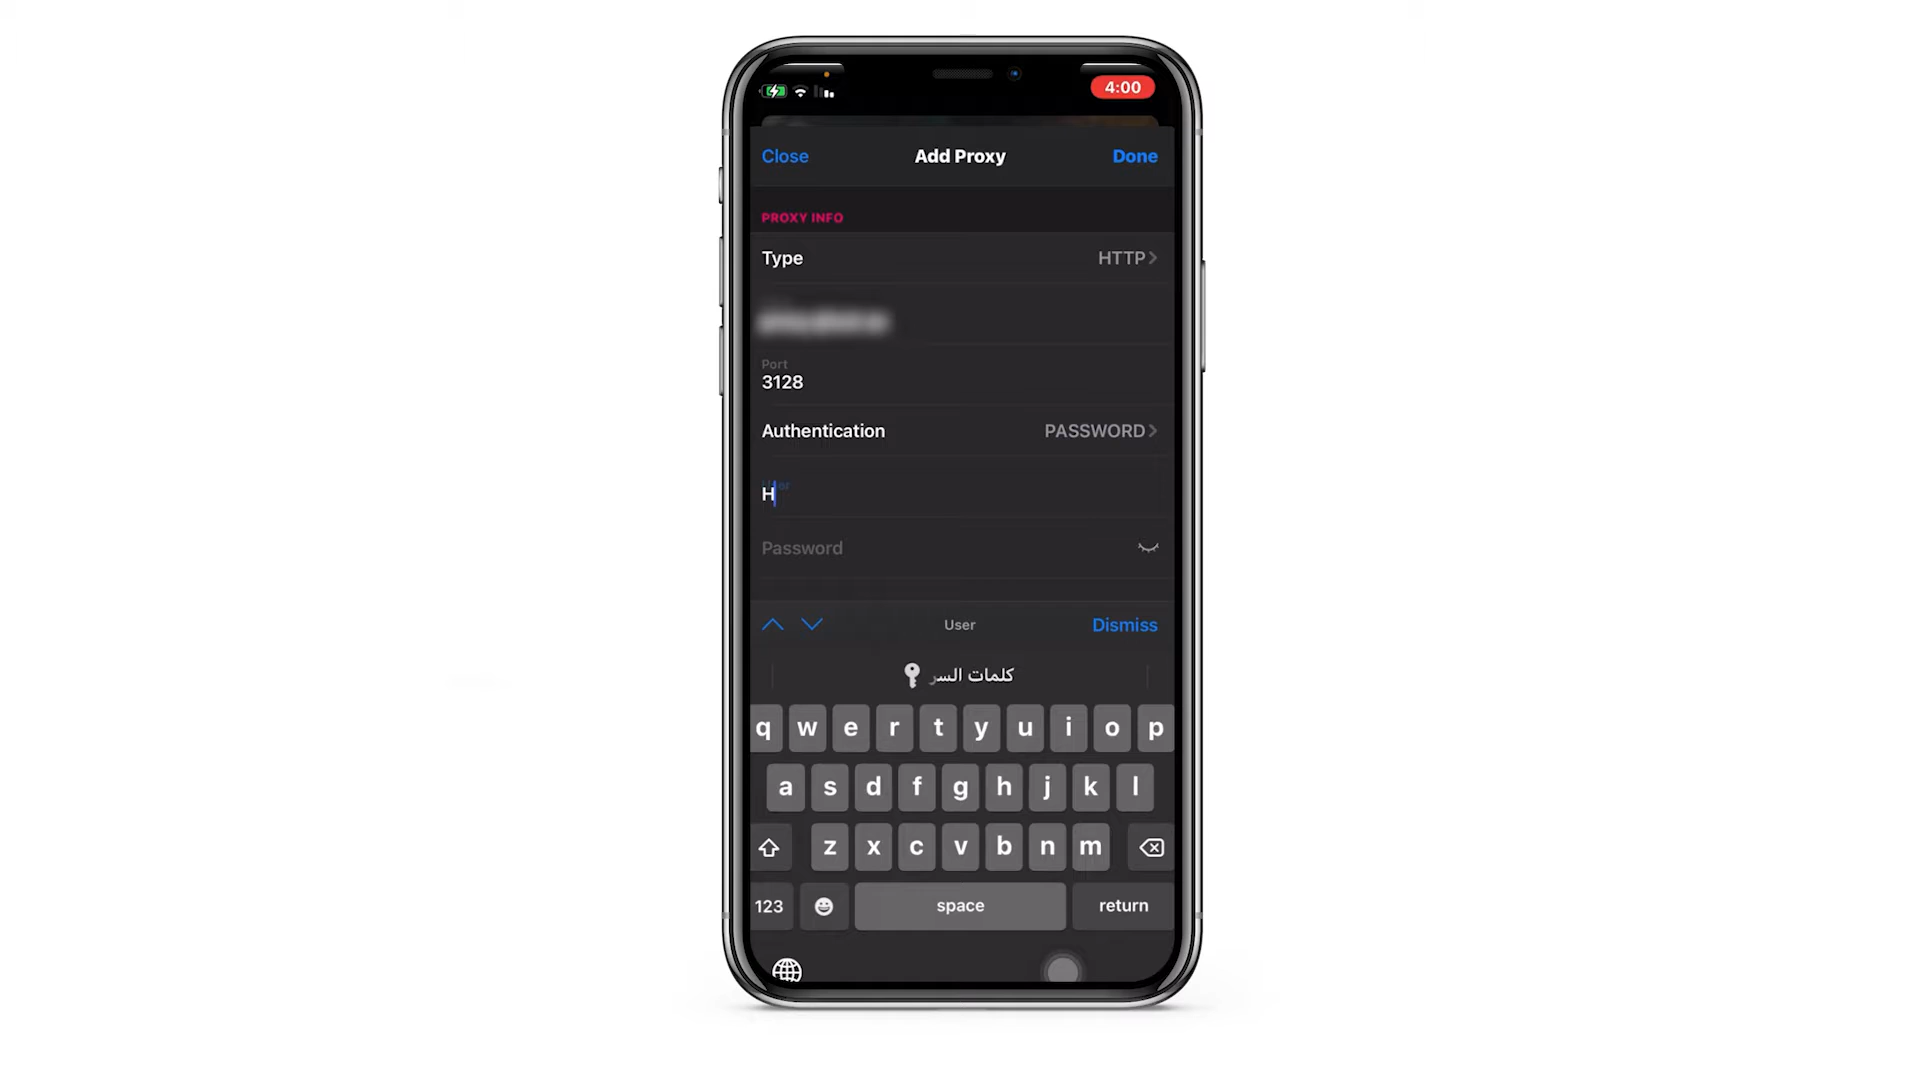 4:00
Close Add Proxy Done
PROXY INFO
Type HTTP
Port
3128
Authentication PASSWORD
H
Password
User Dismiss
كلمات السر
q w e r t y u i o p
a s d f g h j k l
z x c v b n m
123 space return